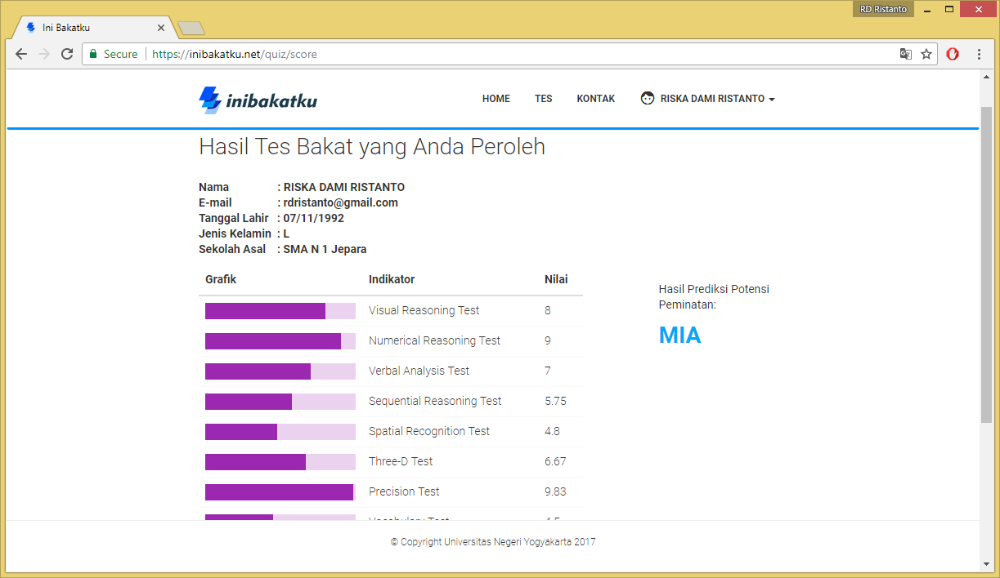 RD Ristanto
Ini Bakatku
Secure
https://inibakatku.net/quiz/score
inibakatku
HOME TES KONTAK RISKA DAMI RISTANTO
Hasil Tes Bakat yang Anda Peroleh
Nama : RISKA DAMI RISTANTO
E-mail : rdristanto@gmail.com
Tanggal Lahir : 07/11/1992
Jenis Kelamin : L
Sekolah Asal : SMA N 1 Jepara
Grafik Indikator Nilai
Visual Reasoning Test 8
Numerical Reasoning Test 9
Verbal Analysis Test 7
Sequential Reasoning Test 5.75
Spatial Recognition Test 4.8
Three-D Test 6.67
Precision Test 9.83
Vocabulary Test 4.5
Hasil Prediksi Potensi
Peminatan:
MIA
© Copyright Universitas Negeri Yogyakarta 2017